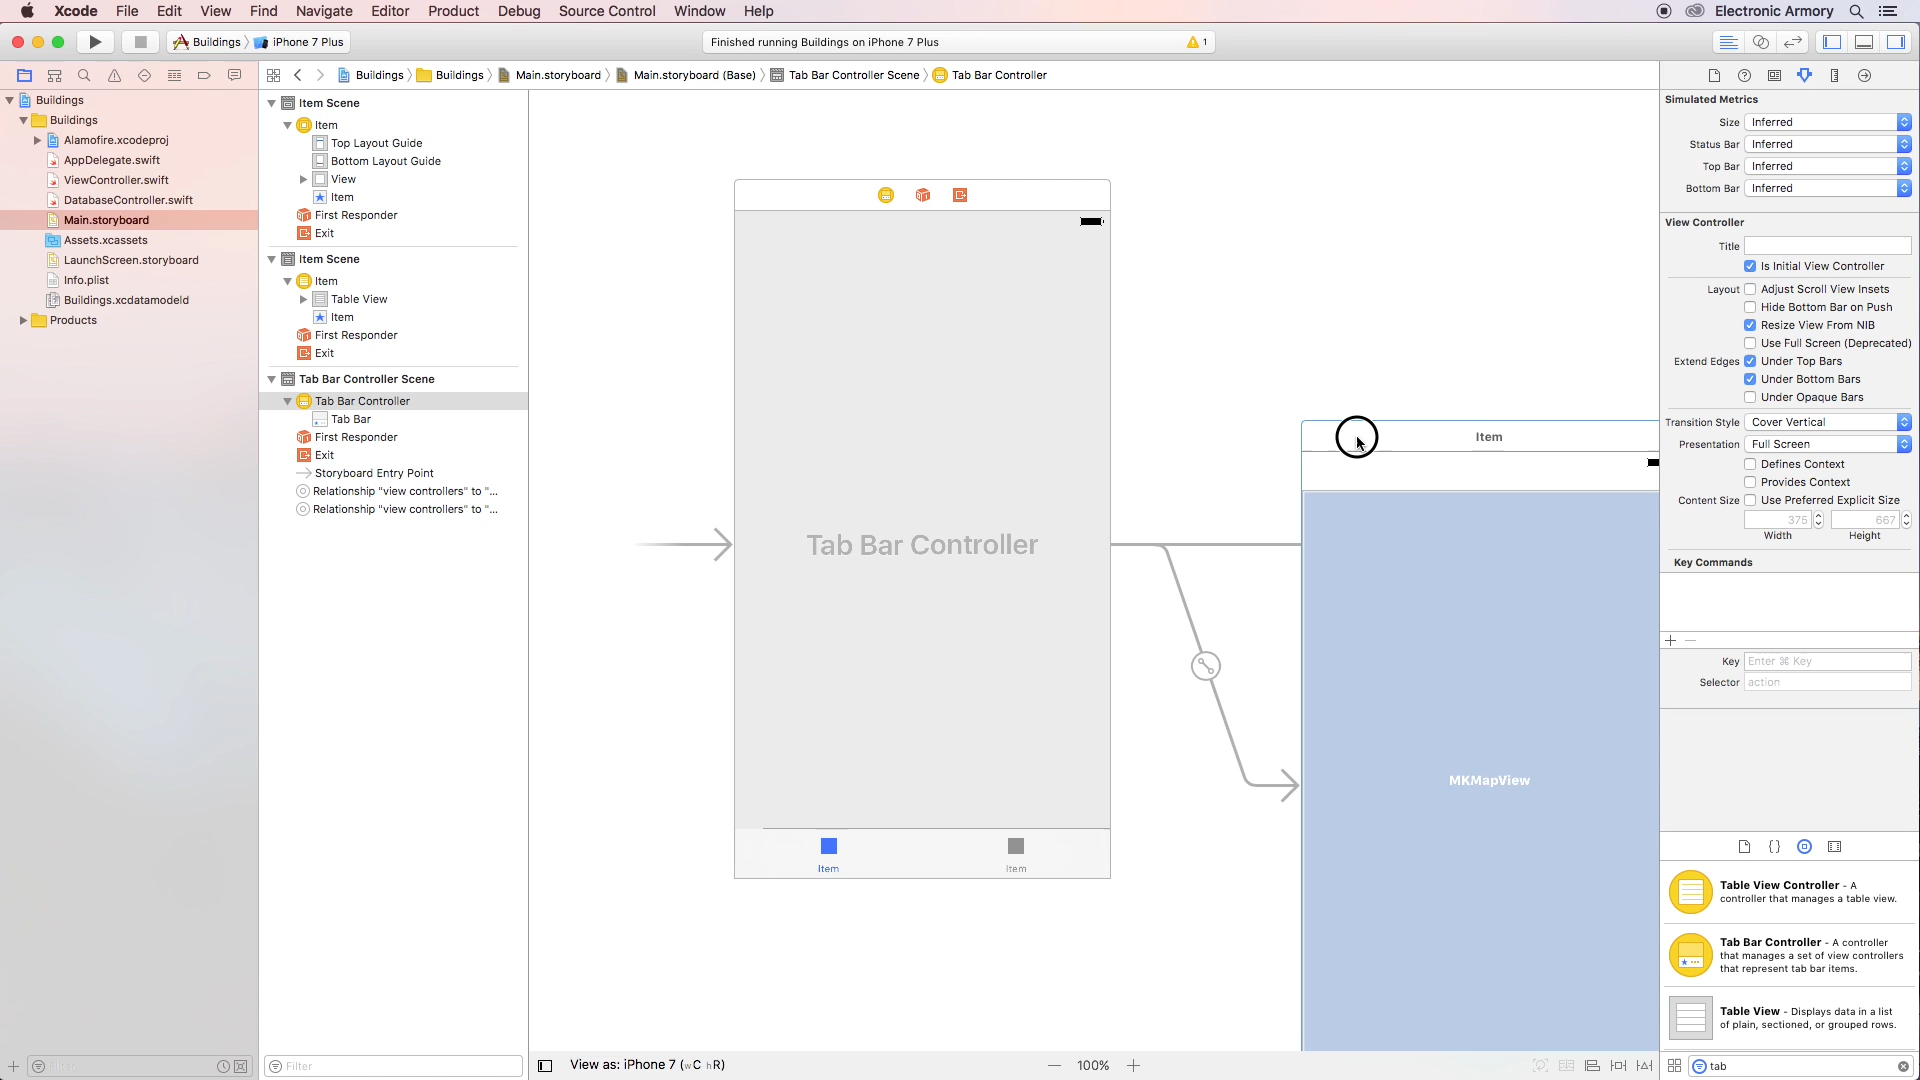 Xcode File Edit View Find Navigate Editor Product Debug Source Control Window Help
Electronic Armory
Buildings iPhone 7 Plus
Finished running Buildings on iPhone 7 Plus
1
Buildings Buildings Main.storyboard Main.storyboard (Base) Tab Bar Controller Scene Tab Bar Controller
Buildings
Buildings
Alamofire.xcodeproj
AppDelegate.swift
ViewController.swift
DatabaseController.swift
Main.storyboard
Assets.xcassets
LaunchScreen.storyboard
Info.plist
Buildings.xcdatamodeld
Products
Filter
Item Scene
Item
Top Layout Guide
Bottom Layout Guide
View
Item
First Responder
Exit
Item Scene
Item
Table View
Item
First Responder
Exit
Tab Bar Controller Scene
Tab Bar Controller
Tab Bar
First Responder
Exit
Storyboard Entry Point
Relationship "view controllers" to "...
Relationship "view controllers" to "...
Filter
Tab Bar Controller
Item
Item
Item
MKMapView
View as: iPhone 7 (wC hR)
100%
Simulated Metrics
Size Inferred
Status Bar Inferred
Top Bar Inferred
Bottom Bar Inferred
View Controller
Title
Is Initial View Controller
Layout Adjust Scroll View Insets
Hide Bottom Bar on Push
Resize View From NIB
Use Full Screen (Deprecated)
Extend Edges Under Top Bars
Under Bottom Bars
Under Opaque Bars
Transition Style Cover Vertical
Presentation Full Screen
Defines Context
Provides Context
Content Size Use Preferred Explicit Size
375 667
Width Height
Key Commands
Key Enter ⌘ Key
Selector action
Table View Controller - A
controller that manages a table view.
Tab Bar Controller - A controller
that manages a set of view controllers
that represent tab bar items.
Table View - Displays data in a list
of plain, sectioned, or grouped rows.
tab